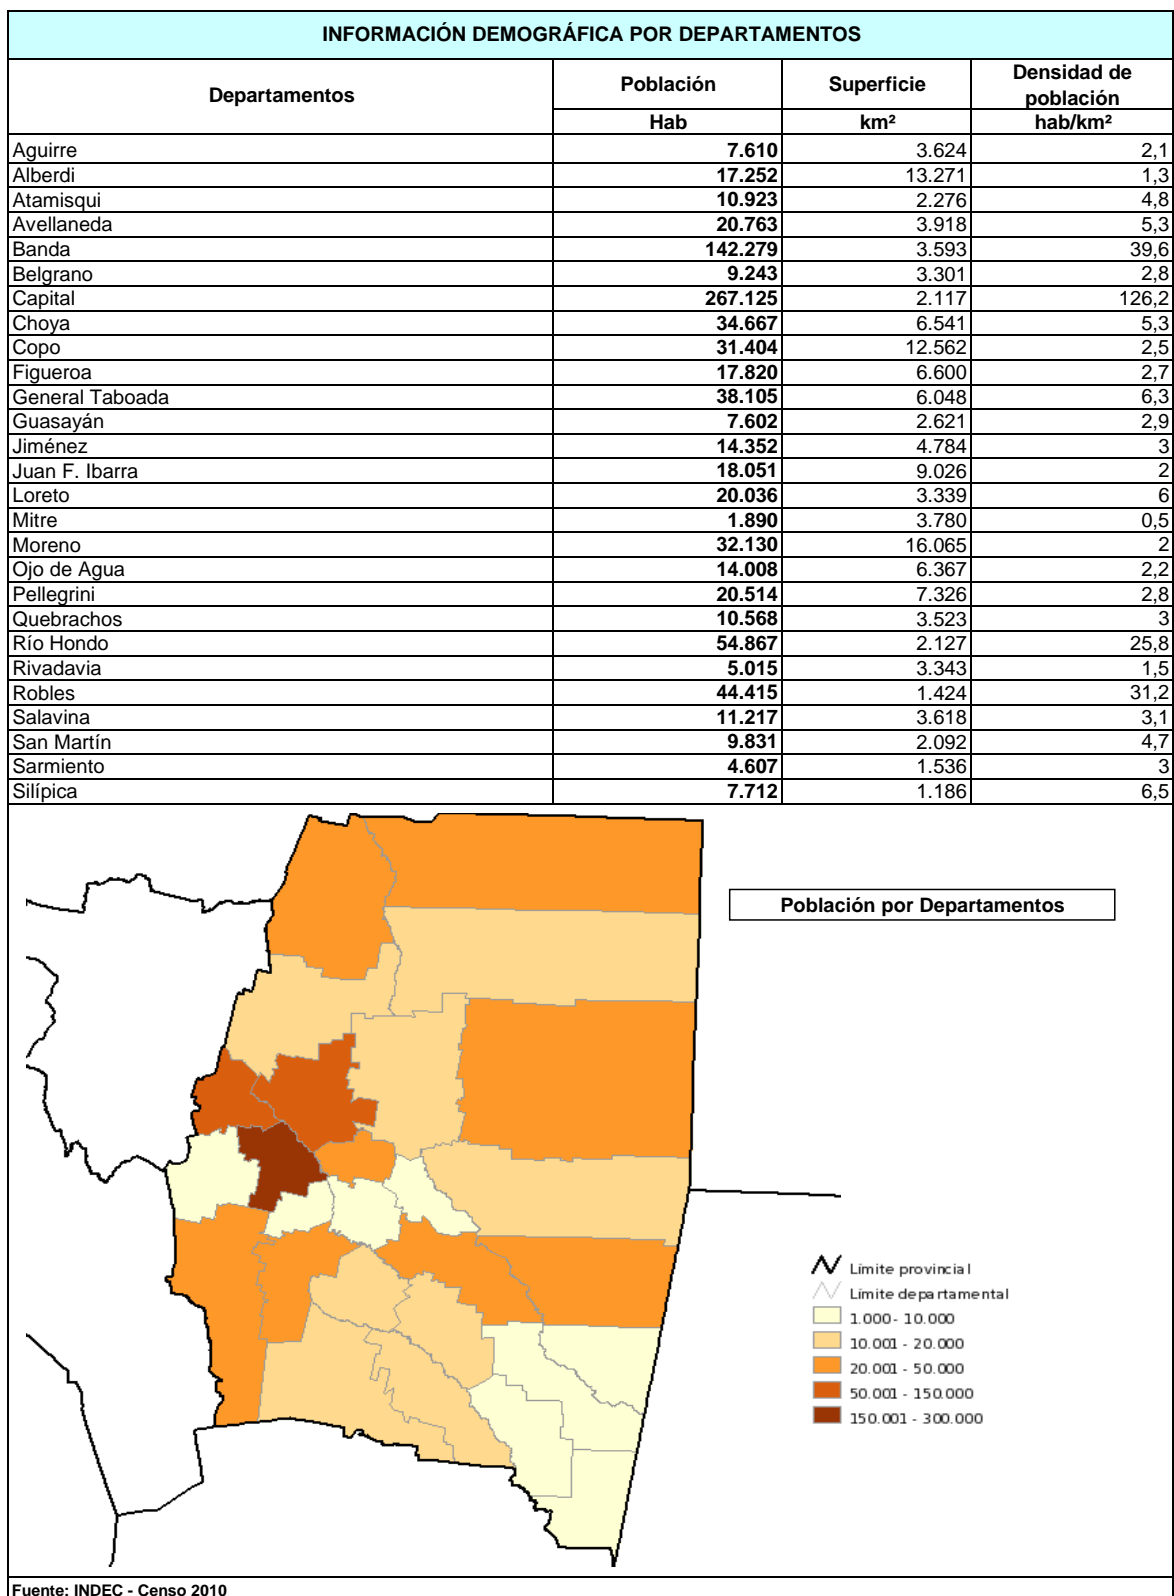 INFORMACIÓN DEMOGRÁFICA POR DEPARTAMENTOS
Departamentos Población Superficie Densidad de población
Hab km² hab/km²
Aguirre 7.610 3.624 2,1
Alberdi 17.252 13.271 1,3
Atamisqui 10.923 2.276 4,8
Avellaneda 20.763 3.918 5,3
Banda 142.279 3.593 39,6
Belgrano 9.243 3.301 2,8
Capital 267.125 2.117 126,2
Choya 34.667 6.541 5,3
Copo 31.404 12.562 2,5
Figueroa 17.820 6.600 2,7
General Taboada 38.105 6.048 6,3
Guasayán 7.602 2.621 2,9
Jiménez 14.352 4.784 3
Juan F. Ibarra 18.051 9.026 2
Loreto 20.036 3.339 6
Mitre 1.890 3.780 0,5
Moreno 32.130 16.065 2
Ojo de Agua 14.008 6.367 2,2
Pellegrini 20.514 7.326 2,8
Quebrachos 10.568 3.523 3
Río Hondo 54.867 2.127 25,8
Rivadavia 5.015 3.343 1,5
Robles 44.415 1.424 31,2
Salavina 11.217 3.618 3,1
San Martín 9.831 2.092 4,7
Sarmiento 4.607 1.536 3
Silípica 7.712 1.186 6,5
Población por Departamentos
Límite provincial
Límite departamental
1.000 - 10.000
10.001 - 20.000
20.001 - 50.000
50.001 - 150.000
150.001 - 300.000
Fuente: INDEC - Censo 2010